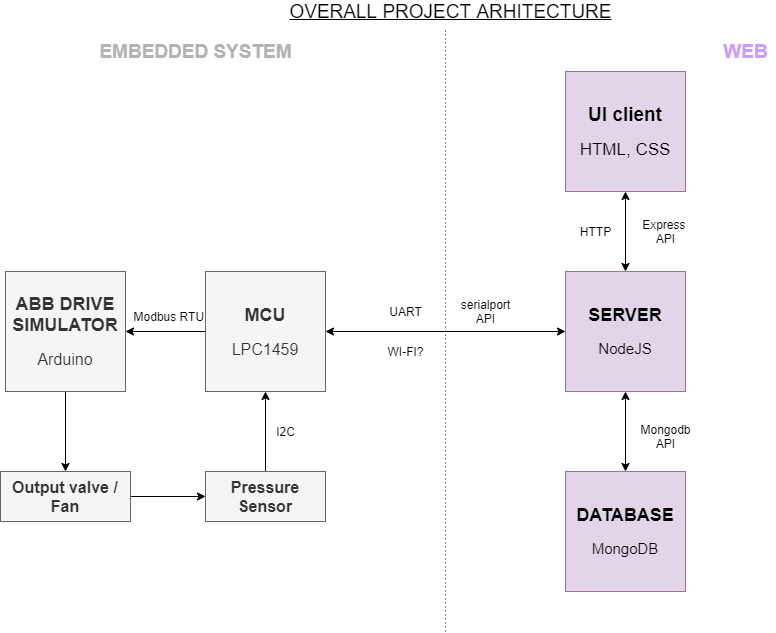 OVERALL PROJECT ARHITECTURE
EMBEDDED SYSTEM
WEB
UI client
HTML, CSS
HTTP
Express
API
ABB DRIVE
SIMULATOR
Arduino
Modbus RTU
MCU
LPC1459
UART
WI-FI?
serialport
API
SERVER
NodeJS
I2C
Mongodb
API
Output valve /
Fan
Pressure
Sensor
DATABASE
MongoDB